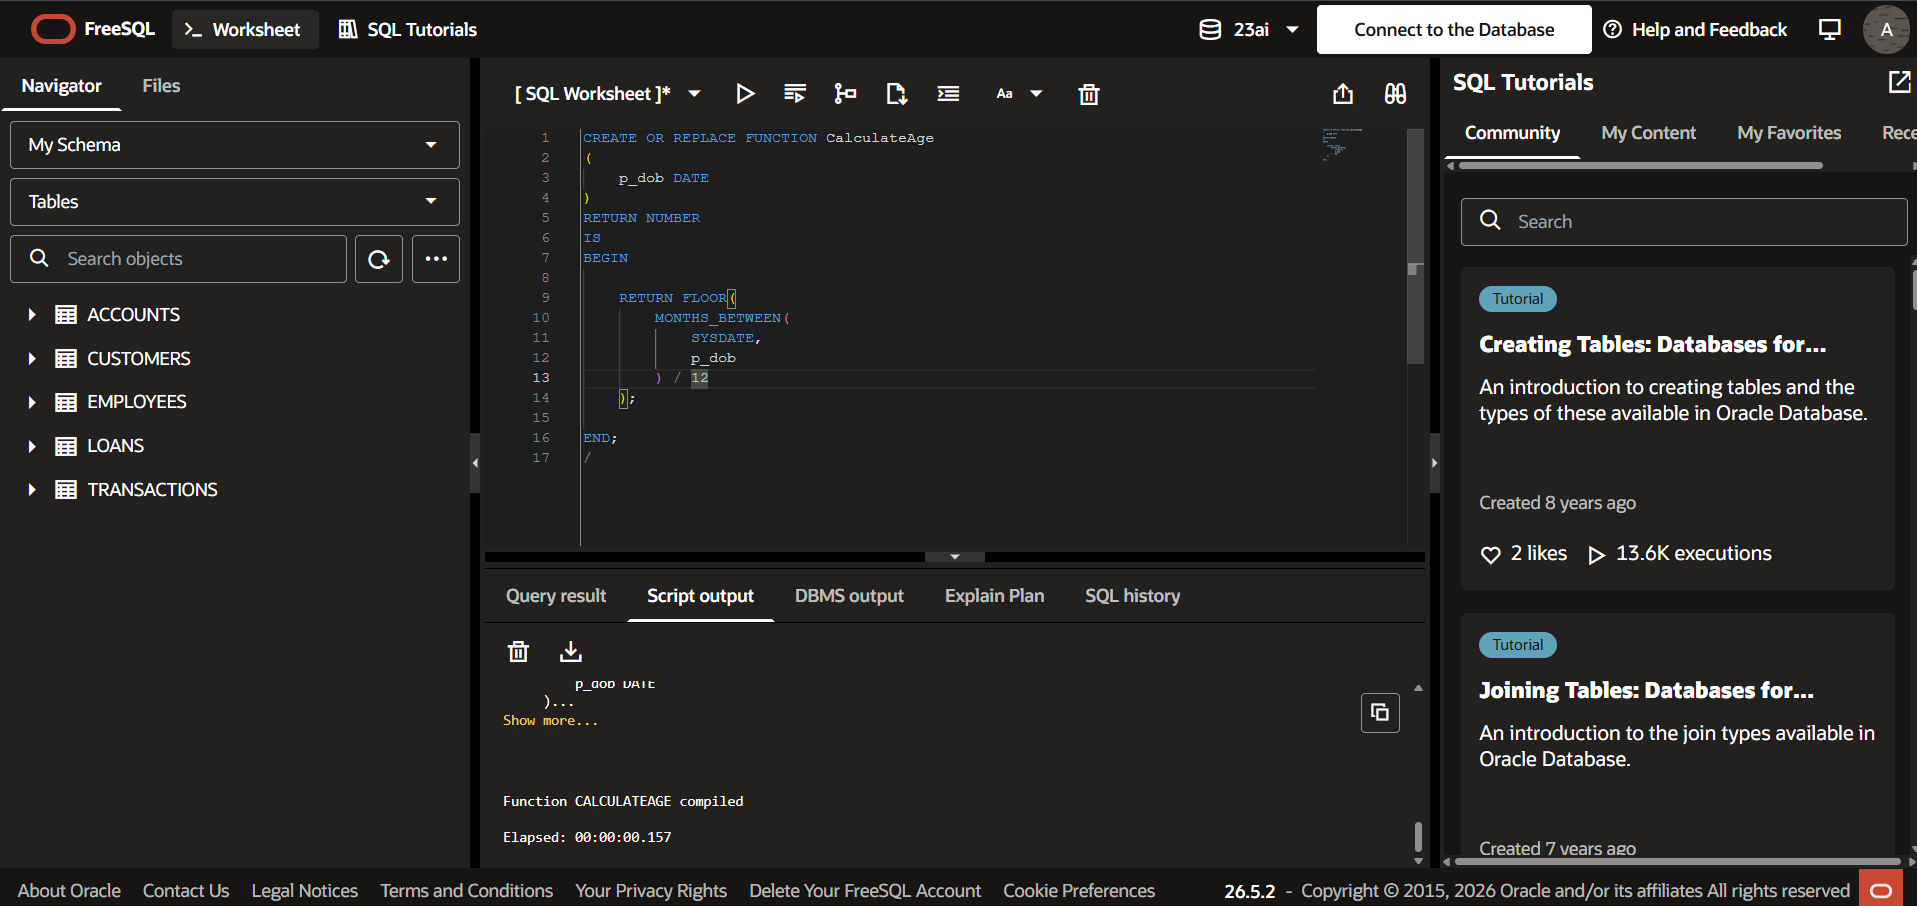 FreeSQL
Worksheet
SQL Tutorials
23ai
Connect to the Database
Help and Feedback
A
Navigator
Files
My Schema
Tables
Search objects
ACCOUNTS
CUSTOMERS
EMPLOYEES
LOANS
TRANSACTIONS
[ SQL Worksheet ]*
Aa
1 CREATE OR REPLACE FUNCTION CalculateAge
2 (
3     p_dob DATE
4 )
5 RETURN NUMBER
6 IS
7 BEGIN
8
9     RETURN FLOOR(
10         MONTHS_BETWEEN(
11             SYSDATE,
12             p_dob
13         ) / 12
14     );
15
16 END;
17 /
Query result
Script output
DBMS output
Explain Plan
SQL history
p_dob DATE
)...
Show more...
Function CALCULATEAGE compiled
Elapsed: 00:00:00.157
SQL Tutorials
Community
My Content
My Favorites
Rece
Search
Tutorial
Creating Tables: Databases for...
An introduction to creating tables and the
types of these available in Oracle Database.
Created 8 years ago
2 likes
13.6K executions
Tutorial
Joining Tables: Databases for...
An introduction to the join types available in
Oracle Database.
Created 7 years ago
About Oracle
Contact Us
Legal Notices
Terms and Conditions
Your Privacy Rights
Delete Your FreeSQL Account
Cookie Preferences
26.5.2 - Copyright © 2015, 2026 Oracle and/or its affiliates All rights reserved